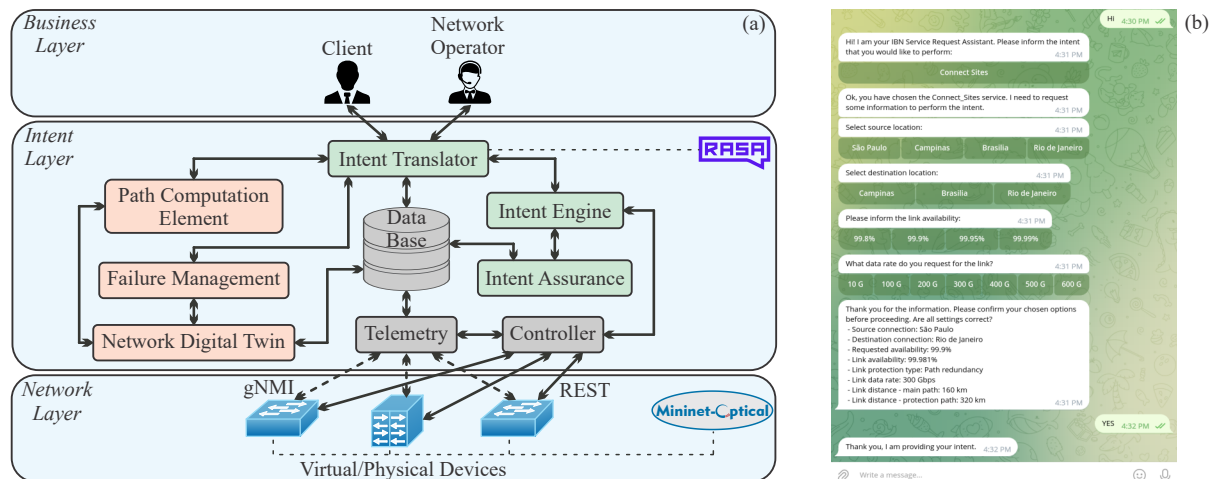 Business
Layer
(a)
Client
Network
Operator
Intent
Layer
RASA
Intent Translator
Path Computation
Element
Data
Base
Intent Engine
Failure Management
Intent Assurance
Network Digital Twin
Telemetry
Controller
Network
Layer
gNMI
REST
Mininet-Optical
Virtual/Physical Devices
(b)
Hi 4:30 PM
Hi! I am your IBN Service Request Assistant. Please inform the intent
that you would like to perform:
4:31 PM
Connect Sites
Ok, you have chosen the Connect_Sites service. I need to request
some information to perform the intent.
4:31 PM
Select source location:
4:31 PM
São Paulo Campinas Brasilia Rio de Janeiro
Select destination location:
4:31 PM
Campinas Brasilia Rio de Janeiro
Please inform the link availability:
4:31 PM
99.8% 99.9% 99.95% 99.99%
What data rate do you request for the link?
4:31 PM
10 G 100 G 200 G 300 G 400 G 500 G 600 G
Thank you for the information. Please confirm your chosen options
before proceeding. Are all settings correct?
- Source connection: São Paulo
- Destination connection: Rio de Janeiro
- Requested availability: 99.9%
- Link availability: 99.981%
- Link protection type: Path redundancy
- Link data rate: 300 Gbps
- Link distance - main path: 160 km
- Link distance - protection path: 320 km
4:31 PM
YES 4:32 PM
Thank you, I am providing your intent. 4:32 PM
Write a message...